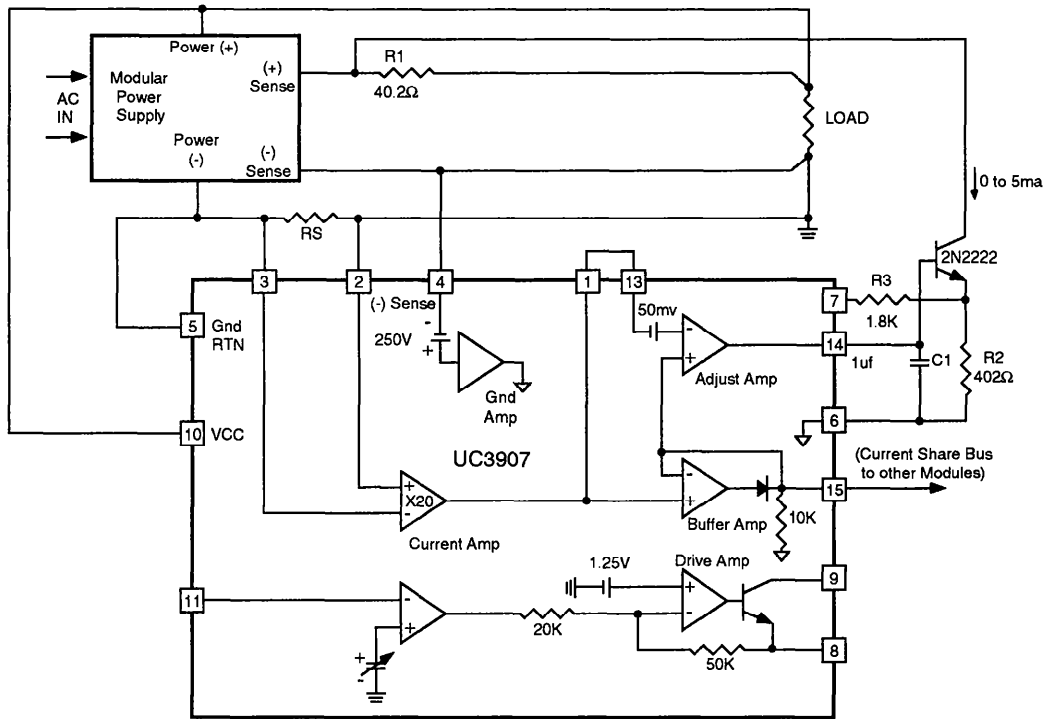 Power (+)
R1
40.2Ω
(+)
Sense
Modular
Power
Supply
AC
IN
LOAD
Power
(-)
(-)
Sense
0 to 5ma
RS
2N2222
3
2
4
1
13
7
R3
1.8K
(-) Sense
50mv
5
Gnd
RTN
250V
-
+
-
+
14
1uf
C1
R2
402Ω
Adjust Amp
Gnd
Amp
6
10
VCC
UC3907
(Current Share Bus
to other Modules)
+
X20
-
-
+
15
Buffer Amp
10K
Current Amp
Drive Amp
1.25V
9
11
-
+
+
-
20K
+
-
50K
8